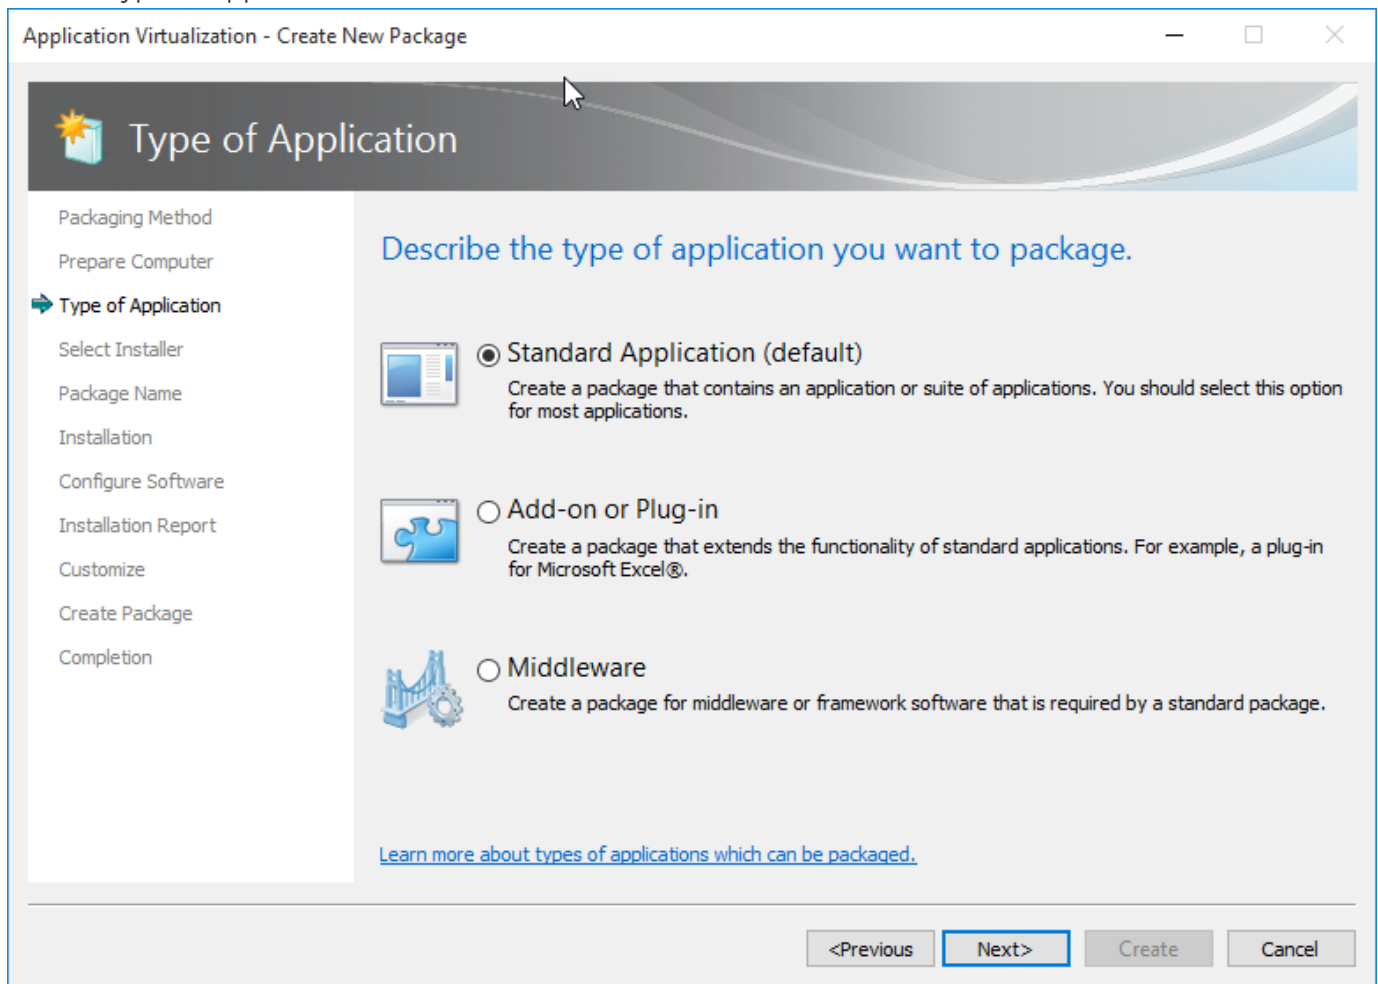 Application Virtualization - Create New Package
Type of Application
Packaging Method
Prepare Computer
Type of Application
Select Installer
Package Name
Installation
Configure Software
Installation Report
Customize
Create Package
Completion
Describe the type of application you want to package.
Standard Application (default)
Create a package that contains an application or suite of applications. You should select this option
for most applications.
Add-on or Plug-in
Create a package that extends the functionality of standard applications. For example, a plug-in
for Microsoft Excel®.
Middleware
Create a package for middleware or framework software that is required by a standard package.
Learn more about types of applications which can be packaged.
<Previous
Next>
Create
Cancel